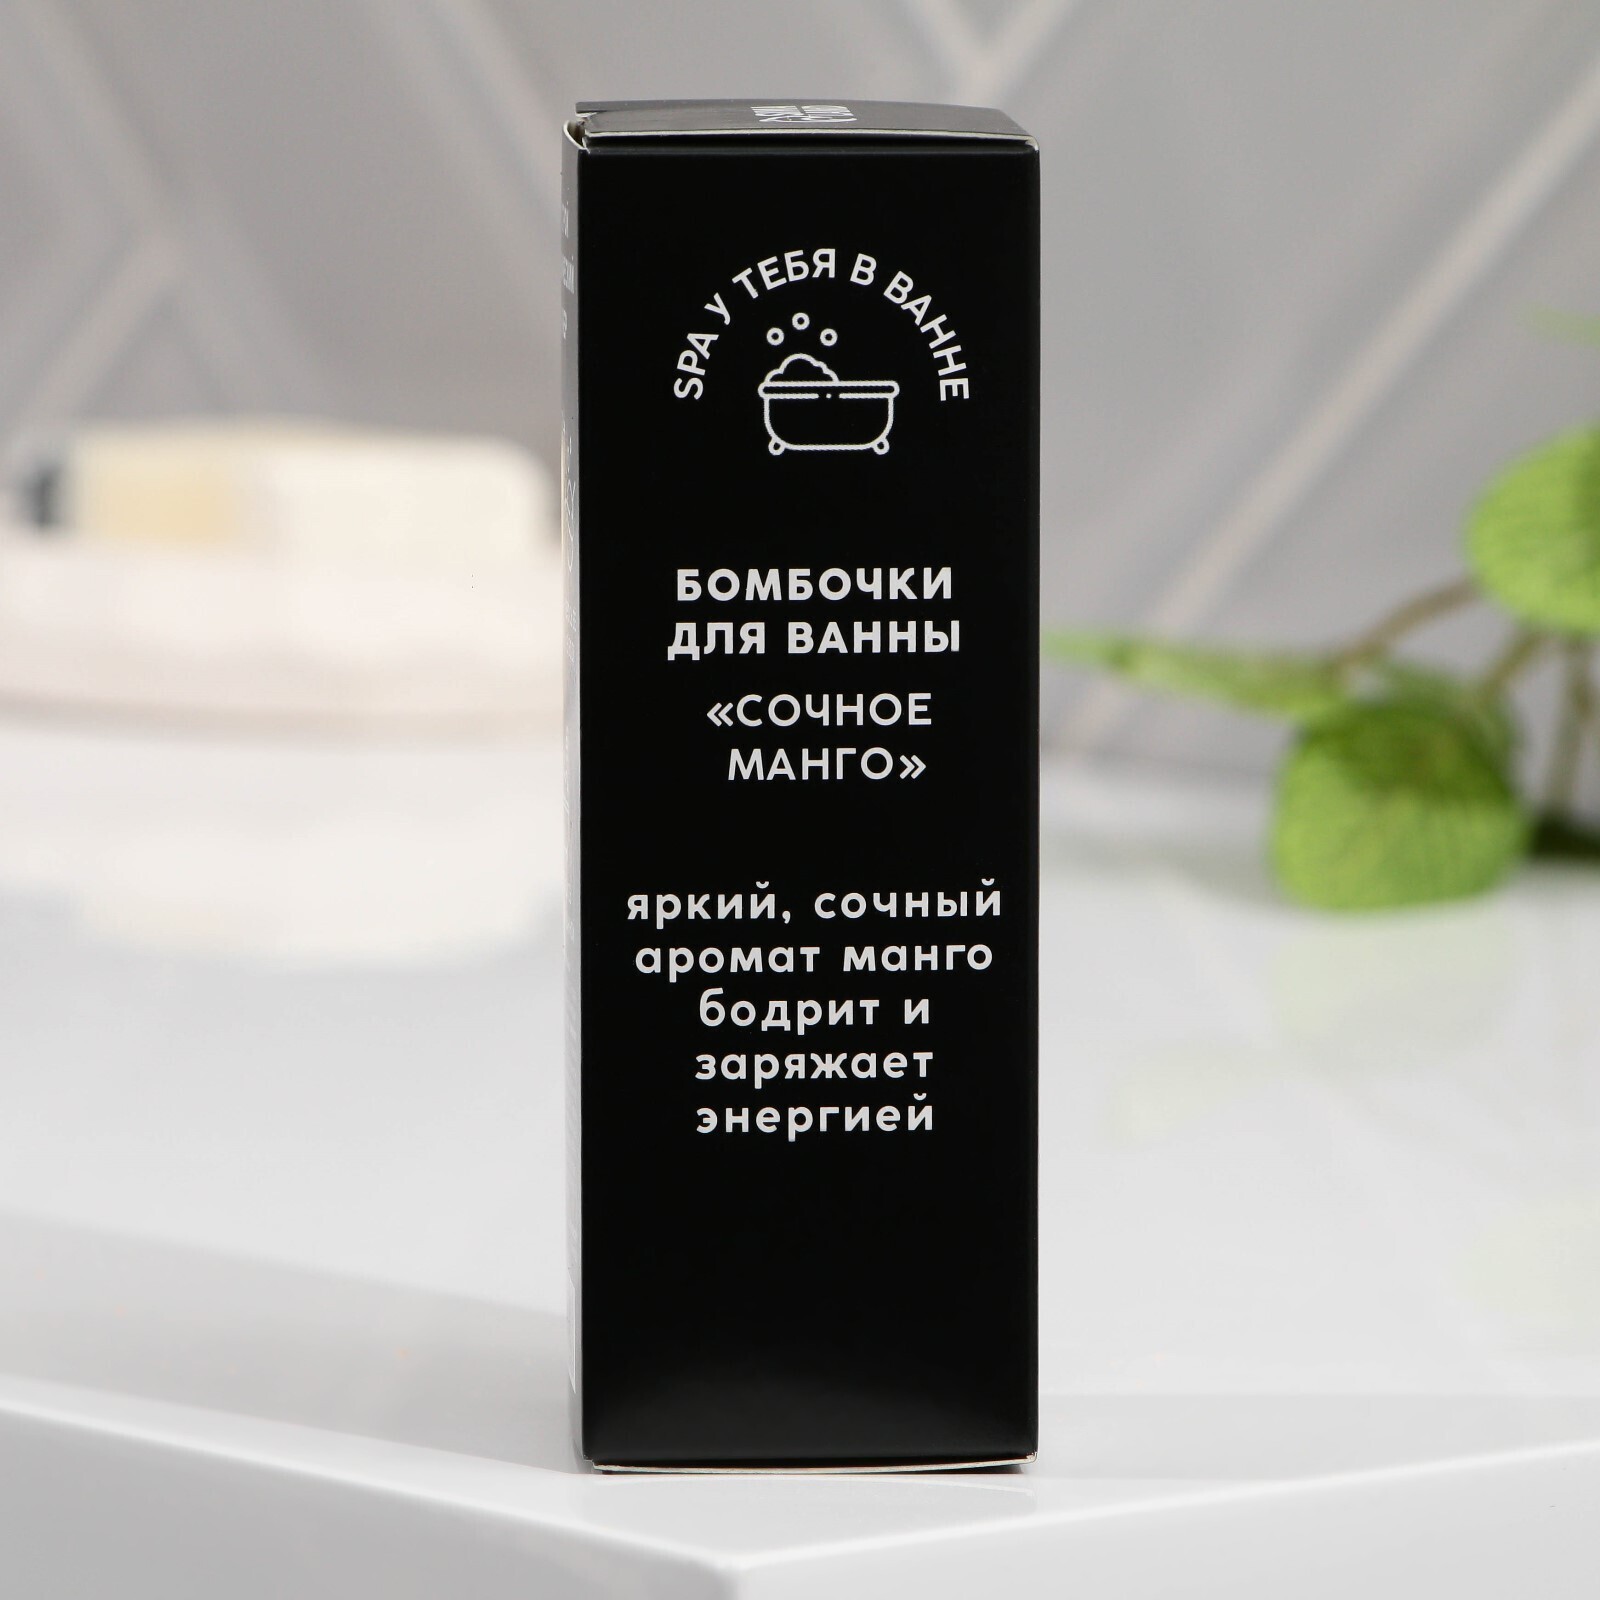 SPA У ТЕБЯ В ВАННЕ
БОМБОЧКИ
ДЛЯ ВАННЫ
«СОЧНОЕ
МАНГО»
яркий, сочный
аромат манго
бодрит и
заряжает
энергией